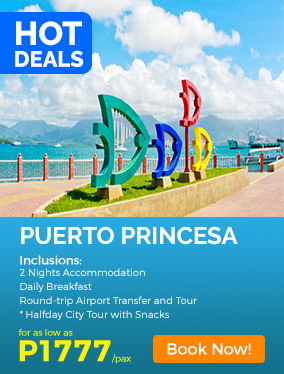 HOT
DEALS
PUERTO PRINCESA
Inclusions:
2 Nights Accommodation
Daily Breakfast
Round-trip Airport Transfer and Tour
* Halfday City Tour with Snacks
for as low as
P1777/pax
Book Now!